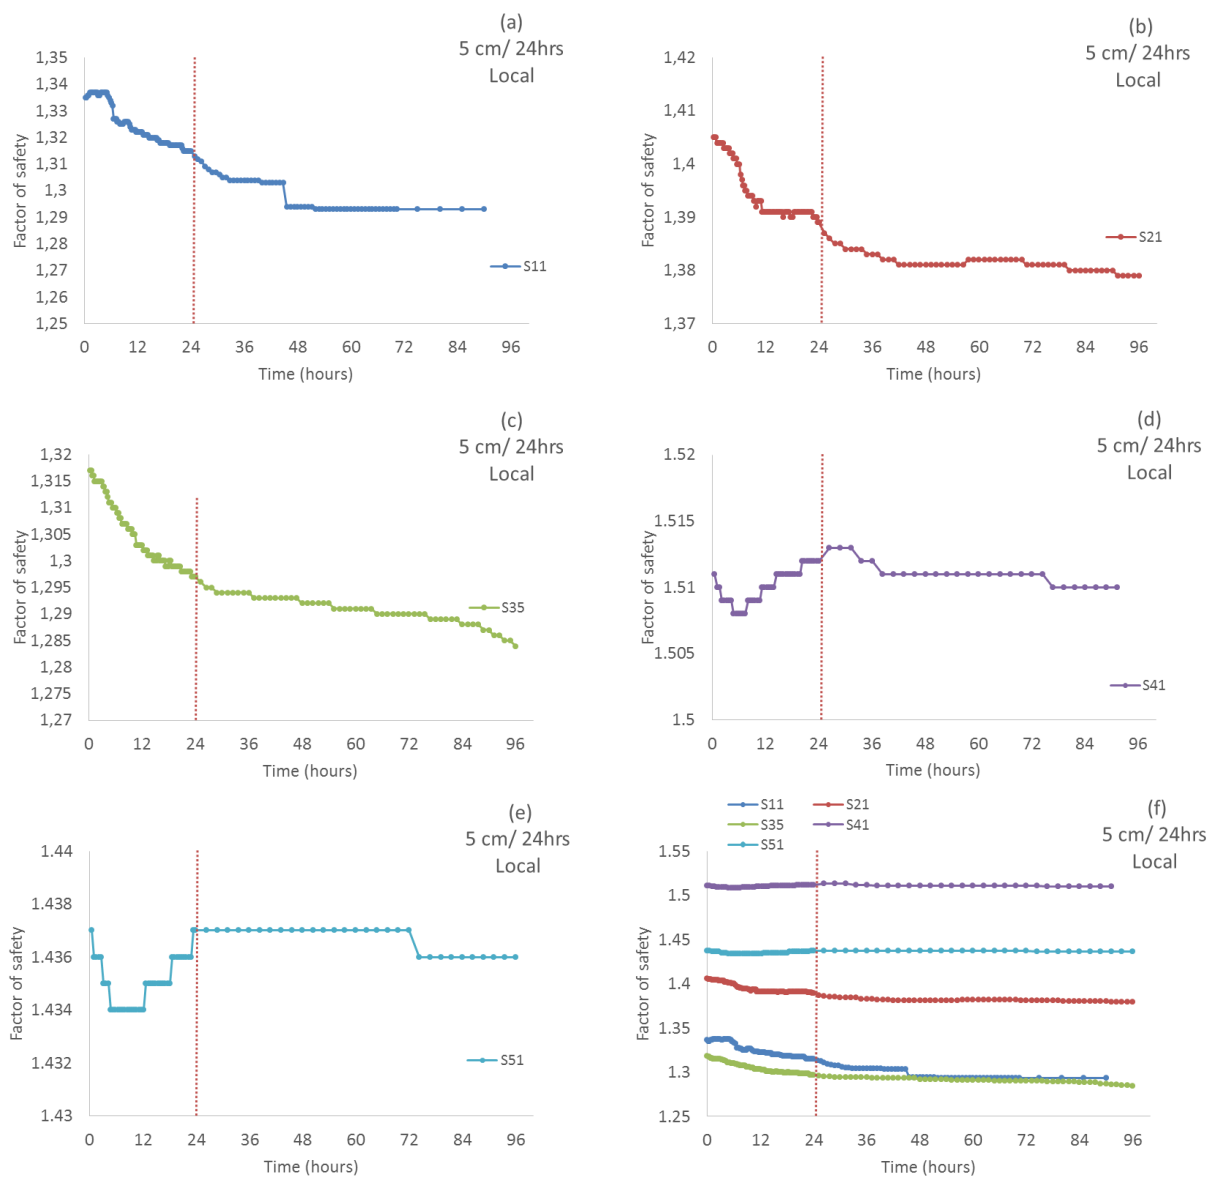 (a)
5 cm/ 24hrs
Local
1,35
1,34
1,33
1,32
1,31
1,3
1,29
1,28
1,27
1,26
1,25
Factor of safety
S11
0 12 24 36 48 60 72 84 96
Time (hours)
(b)
5 cm/ 24hrs
Local
1,42
1,41
1,4
1,39
1,38
1,37
Factor of safety
S21
0 12 24 36 48 60 72 84 96
Time (hours)
(c)
5 cm/ 24hrs
Local
1,32
1,315
1,31
1,305
1,3
1,295
1,29
1,285
1,28
1,275
1,27
Factor of safety
S35
0 12 24 36 48 60 72 84 96
Time (hours)
(d)
5 cm/ 24hrs
Local
1.52
1.515
1.51
1.505
1.5
Factor of safety
S41
0 12 24 36 48 60 72 84 96
Time (hours)
(e)
5 cm/ 24hrs
Local
1.44
1.438
1.436
1.434
1.432
1.43
Factor of safety
S51
0 12 24 36 48 60 72 84 96
Time (hours)
S11 S21
S35 S41
S51
(f)
5 cm/ 24hrs
Local
1.55
1.5
1.45
1.4
1.35
1.3
1.25
Factor of safety
0 12 24 36 48 60 72 84 96
Time (hours)